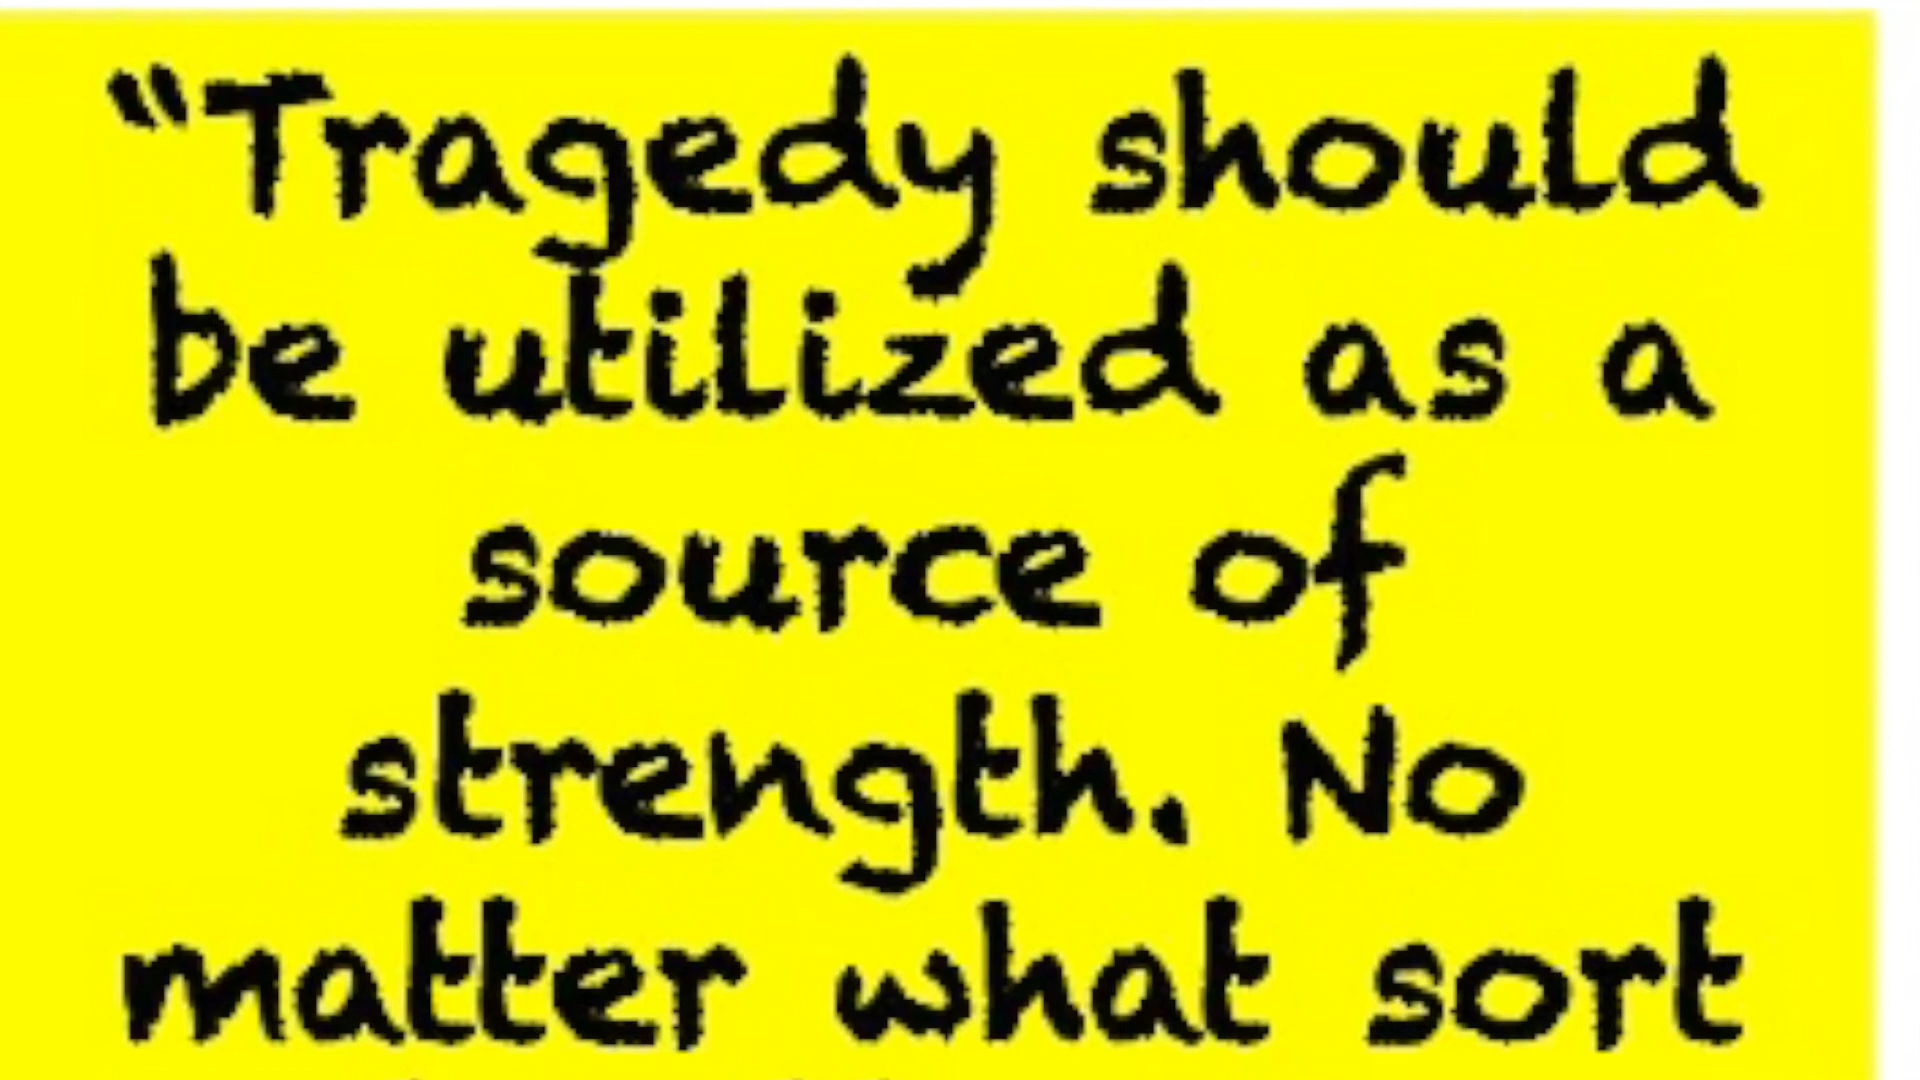 “Tragedy should
be utilized as a
source of
strength. No
matter what sort